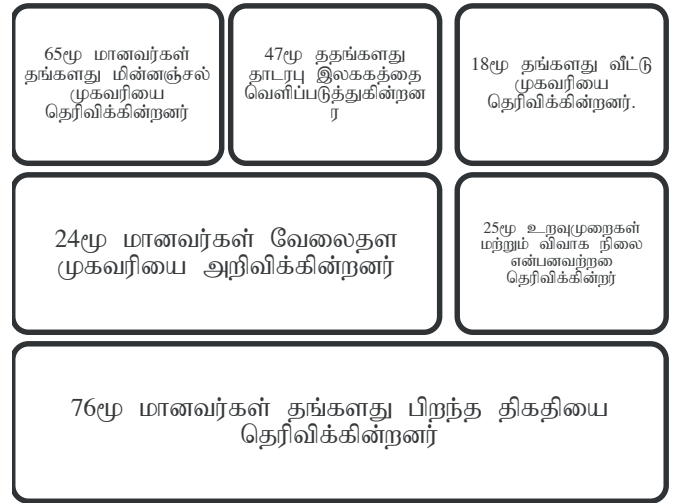 65மூ மானவர்கள்
தங்களது மின்னஞ்சல்
முகவரியை
தெரிவிக்கின்றனர்
47மூ ததங்களது
தாடரபு இலககத்தை
வெளிப்படுத்துகின்றன
ர்
18மூ தங்களது வீட்டு
முகவரியை
தெரிவிக்கின்றனர்.
24மூ மானவர்கள் வேலைதள
முகவரியை அறிவிக்கின்றனர்
25மூ உறவுமுறைகள்
மற்றும் விவாக நிலை
என்பனவற்றை
தெரிவிக்கின்றர்
76மூ மானவர்கள் தங்களது பிறந்த திகதியை
தெரிவிக்கின்றனர்